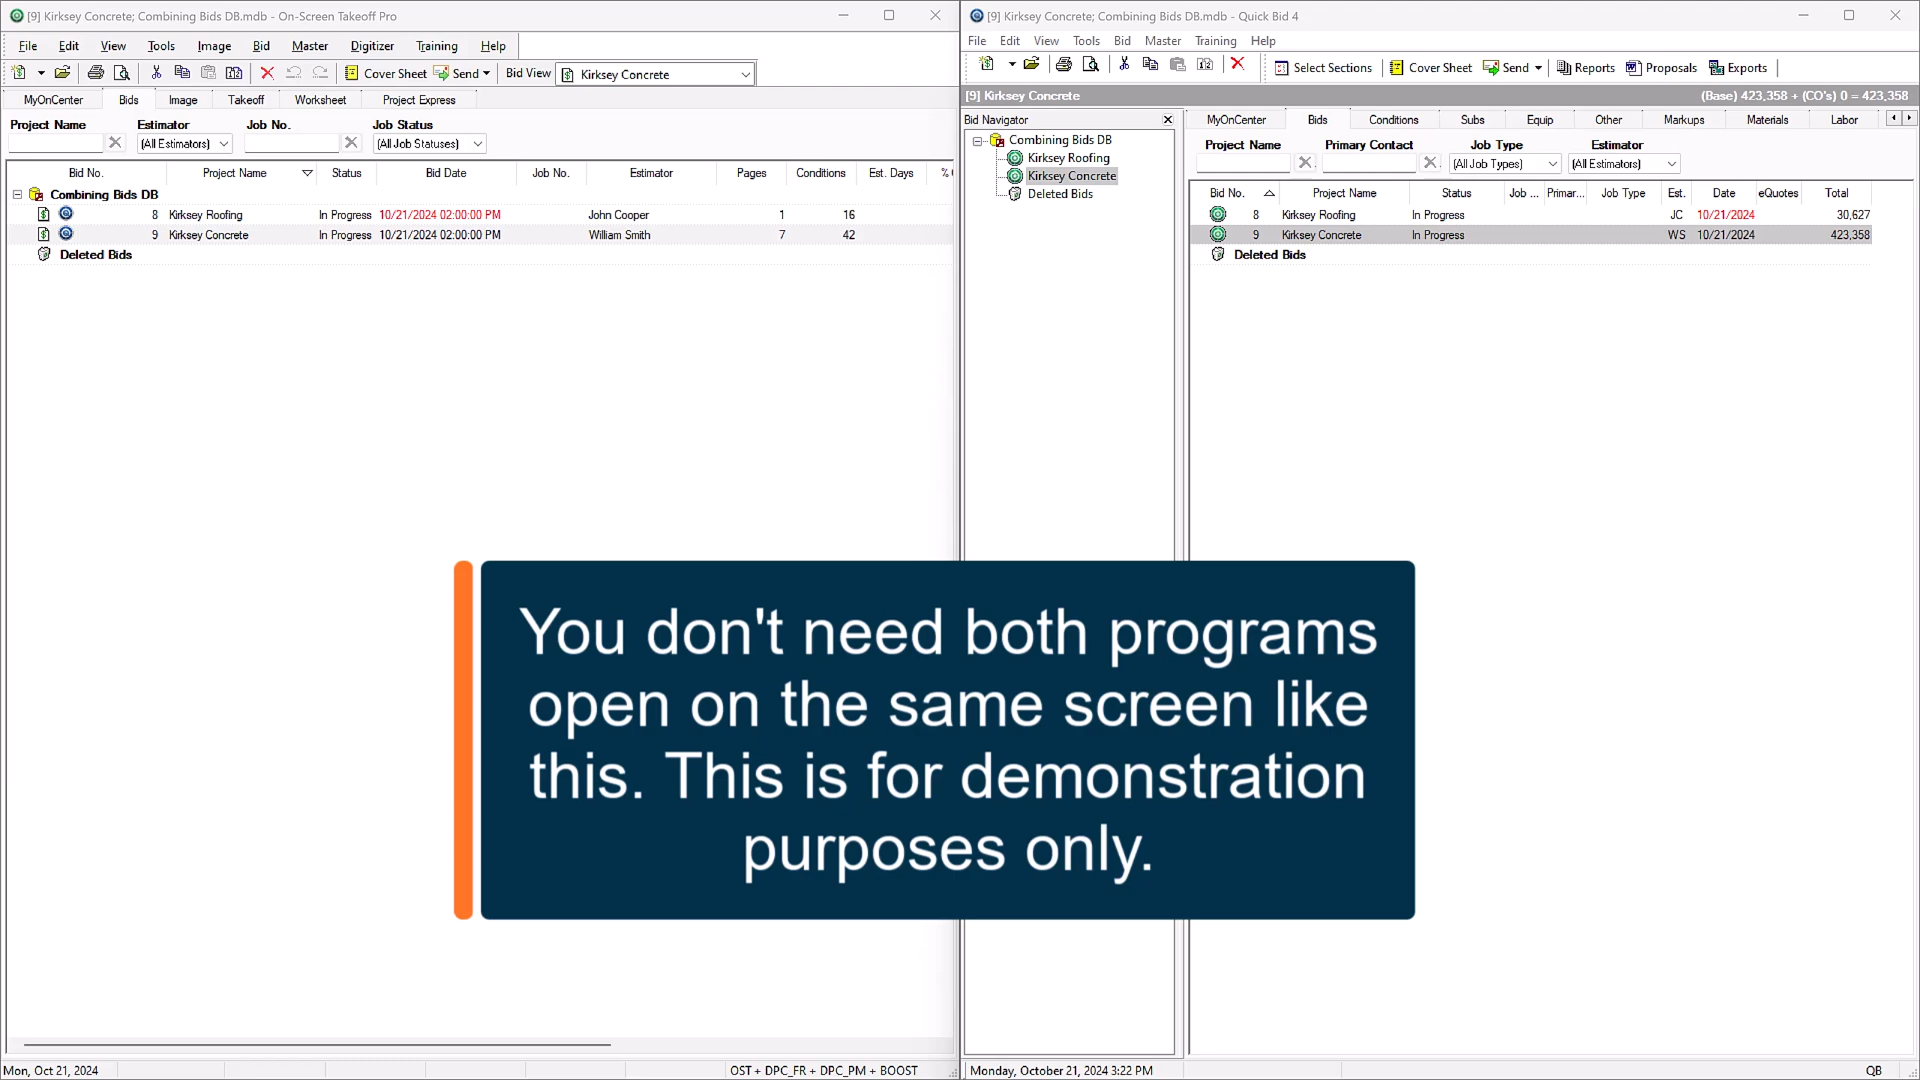 [9] Kirksey Concrete; Combining Bids DB.mdb - On-Screen Takeoff Pro
File Edit View Tools Image Bid Master Digitizer Training Help
Cover Sheet Send Bid View Kirksey Concrete
MyOnCenter Bids Image Takeoff Worksheet Project Express
Project Name Estimator Job No. Job Status
(All Estimators) (All Job Statuses)
Bid No. Project Name Status Bid Date Job No. Estimator Pages Conditions Est. Days
Combining Bids DB
8 Kirksey Roofing In Progress 10/21/2024 02:00:00 PM John Cooper 1 16
9 Kirksey Concrete In Progress 10/21/2024 02:00:00 PM William Smith 7 42
Deleted Bids
Mon, Oct 21, 2024 OST + DPC_FR + DPC_PM + BOOST
[9] Kirksey Concrete; Combining Bids DB.mdb - Quick Bid 4
File Edit View Tools Bid Master Training Help
Select Sections Cover Sheet Send Reports Proposals Exports
[9] Kirksey Concrete (Base) 423,358 + (CO's) 0 = 423,358
Bid Navigator
Combining Bids DB
Kirksey Roofing
Kirksey Concrete
Deleted Bids
MyOnCenter Bids Conditions Subs Equip Other Markups Materials Labor
Project Name Primary Contact Job Type Estimator
(All Job Types) (All Estimators)
Bid No. Project Name Status Job ... Primar... Job Type Est. Date eQuotes Total
8 Kirksey Roofing In Progress JC 10/21/2024 30,627
9 Kirksey Concrete In Progress WS 10/21/2024 423,358
Deleted Bids
Monday, October 21, 2024 3:22 PM QB
You don't need both programs
open on the same screen like
this. This is for demonstration
purposes only.